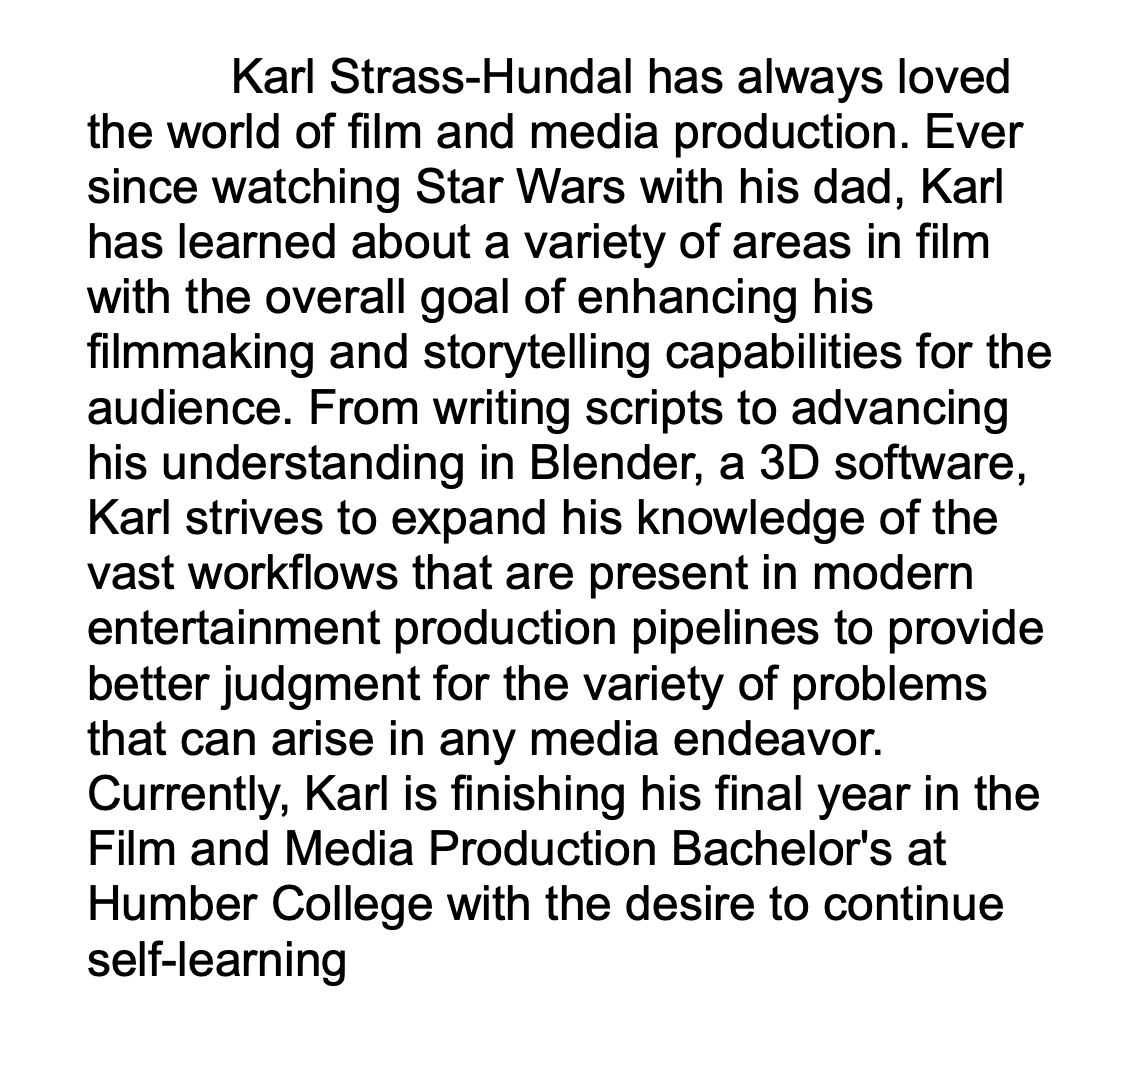 Karl Strass-Hundal has always loved
the world of film and media production. Ever
since watching Star Wars with his dad, Karl
has learned about a variety of areas in film
with the overall goal of enhancing his
filmmaking and storytelling capabilities for the
audience. From writing scripts to advancing
his understanding in Blender, a 3D software,
Karl strives to expand his knowledge of the
vast workflows that are present in modern
entertainment production pipelines to provide
better judgment for the variety of problems
that can arise in any media endeavor.
Currently, Karl is finishing his final year in the
Film and Media Production Bachelor's at
Humber College with the desire to continue
self-learning